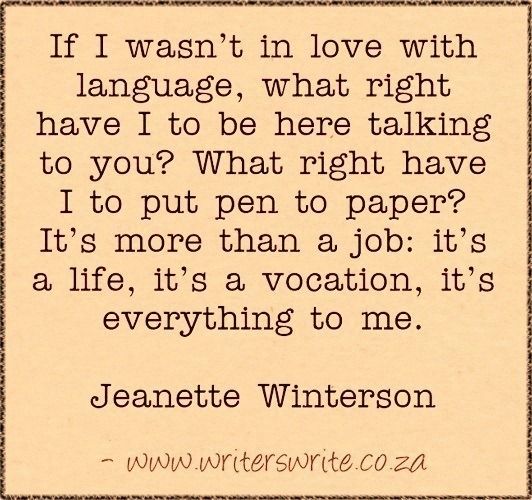 If I wasn't in love with
language, what right
have I to be here talking
to you? What right have
I to put pen to paper?
It's more than a job: it's
a life, it's a vocation, it's
everything to me.
Jeanette Winterson
- www.writerswrite.co.za